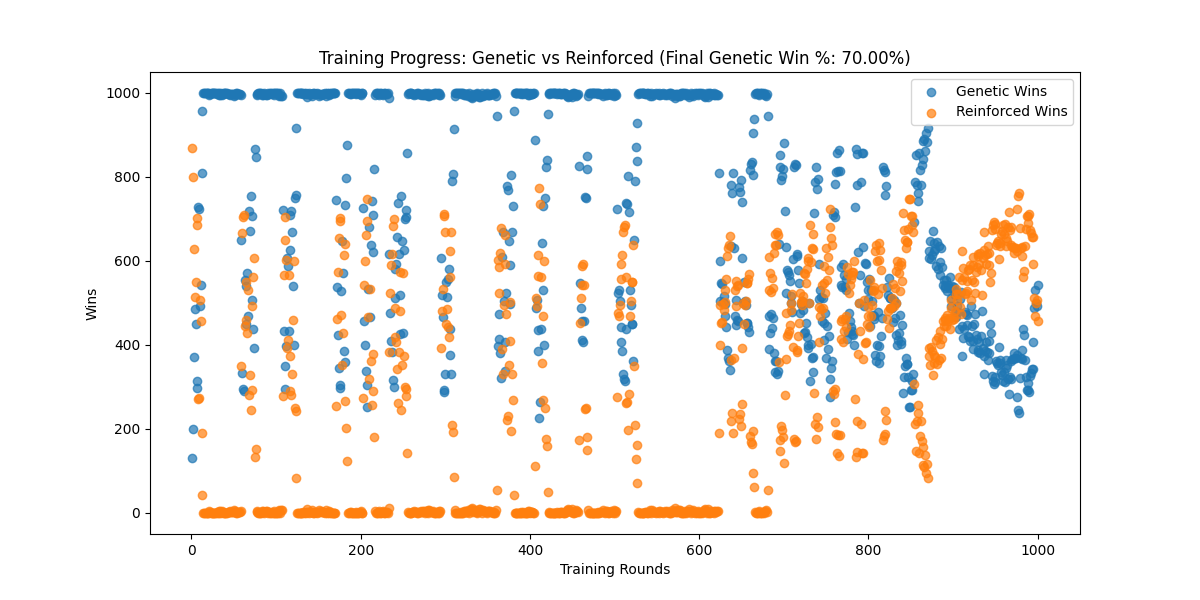 Training Progress: Genetic vs Reinforced (Final Genetic Win %: 70.00%)
Genetic Wins
Reinforced Wins
1000
800
600
400
200
0
Wins
0 200 400 600 800 1000
Training Rounds